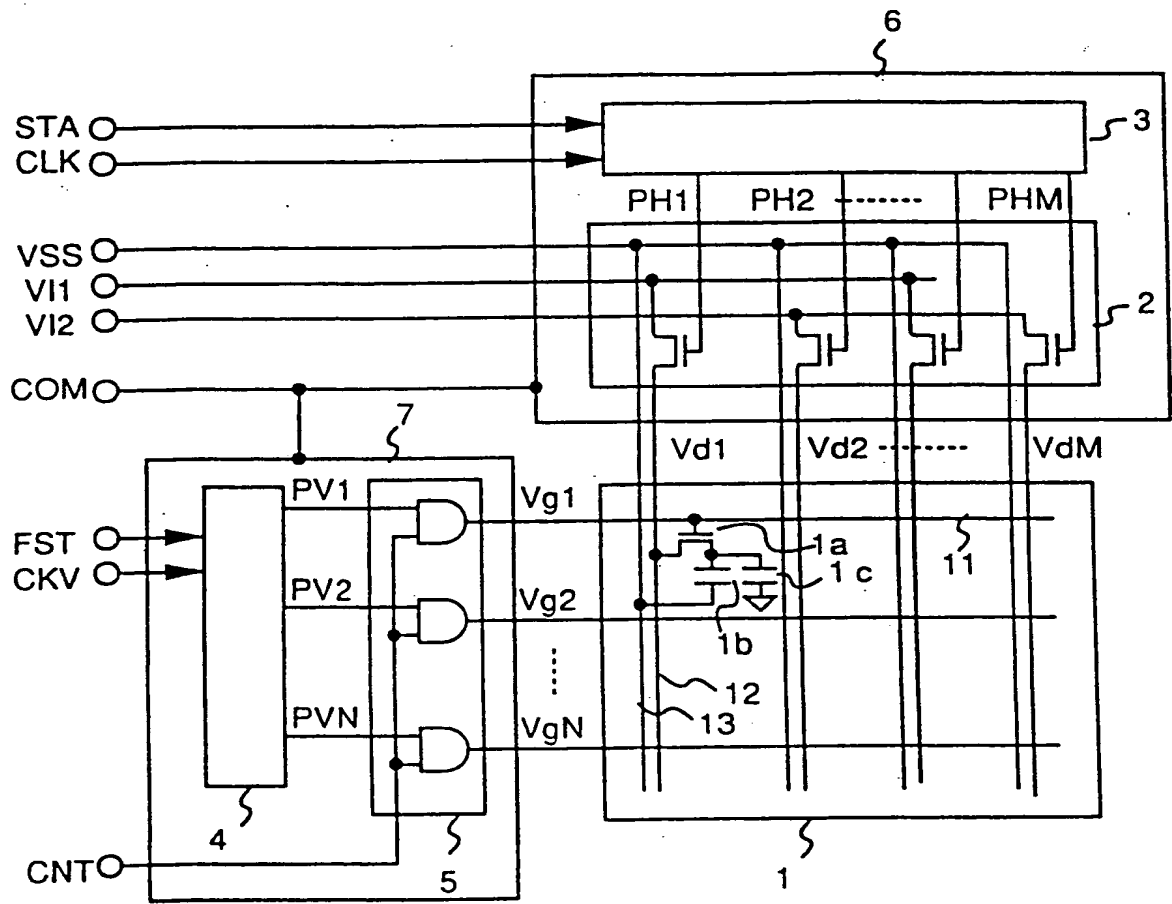 6
STA
3
CLK
PH1 PH2 PHM
VSS
VI1
2
VI2
COM
7
Vd1 Vd2 VdM
PV1 Vg1
FST
1a
CKV
1c
11
PV2 Vg2
1b
12
PVN VgN
13
4
CNT
5
1